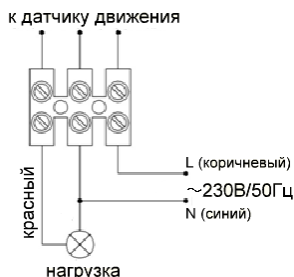 к датчику движения
красный
L (коричневый)
~230В/50Гц
N (синий)
нагрузка